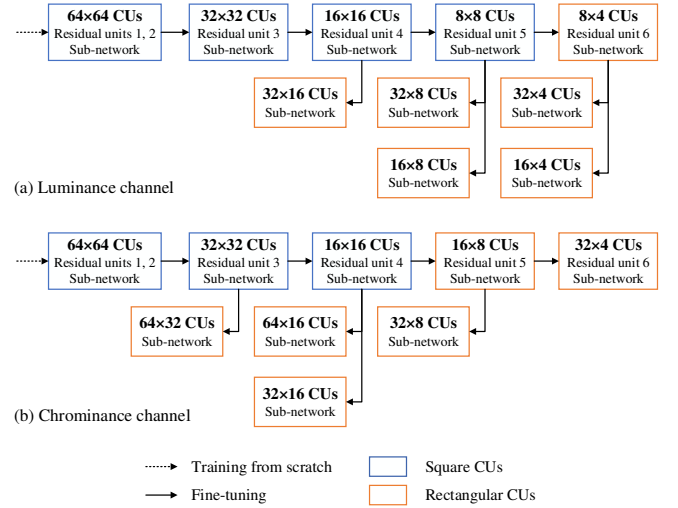 64×64 CUs
Residual units 1, 2
Sub-network
32×32 CUs
Residual unit 3
Sub-network
16×16 CUs
Residual unit 4
Sub-network
8×8 CUs
Residual unit 5
Sub-network
8×4 CUs
Residual unit 6
Sub-network
32×16 CUs
Sub-network
32×8 CUs
Sub-network
32×4 CUs
Sub-network
16×8 CUs
Sub-network
16×4 CUs
Sub-network
(a) Luminance channel
64×64 CUs
Residual units 1, 2
Sub-network
32×32 CUs
Residual unit 3
Sub-network
16×16 CUs
Residual unit 4
Sub-network
16×8 CUs
Residual unit 5
Sub-network
32×4 CUs
Residual unit 6
Sub-network
64×32 CUs
Sub-network
64×16 CUs
Sub-network
32×8 CUs
Sub-network
32×16 CUs
Sub-network
(b) Chrominance channel
Training from scratch
Square CUs
Fine-tuning
Rectangular CUs